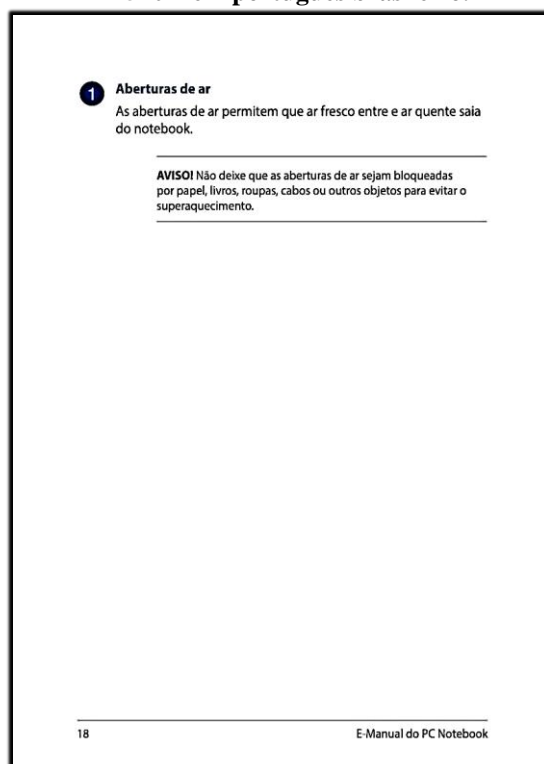 português brasileiro.
1
Aberturas de ar
As aberturas de ar permitem que ar fresco entre e ar quente saia
do notebook.
AVISO! Não deixe que as aberturas de ar sejam bloqueadas
por papel, livros, roupas, cabos ou outros objetos para evitar o
superaquecimento.
18 E-Manual do PC Notebook